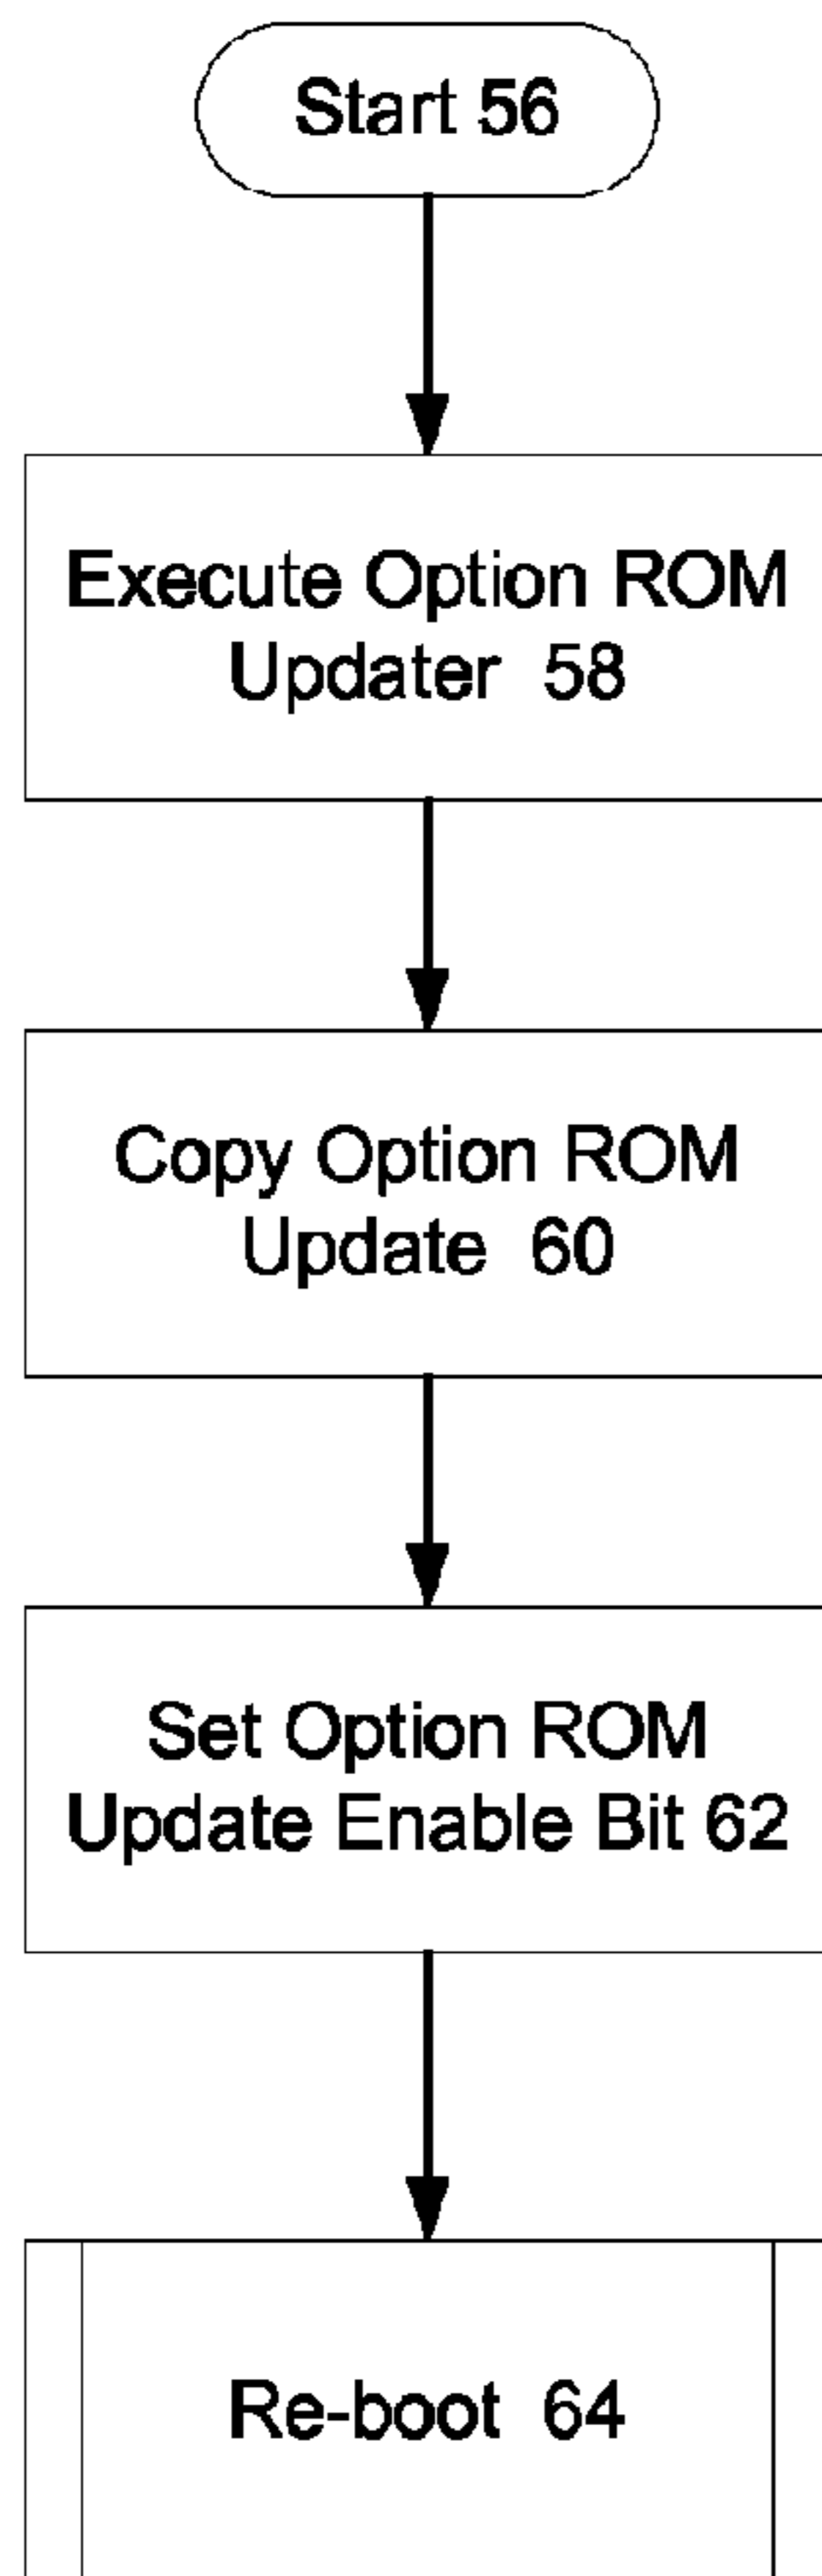 Start 56
Execute Option ROM
Updater 58
Copy Option ROM
Update 60
Set Option ROM
Update Enable Bit 62
Re-boot 64